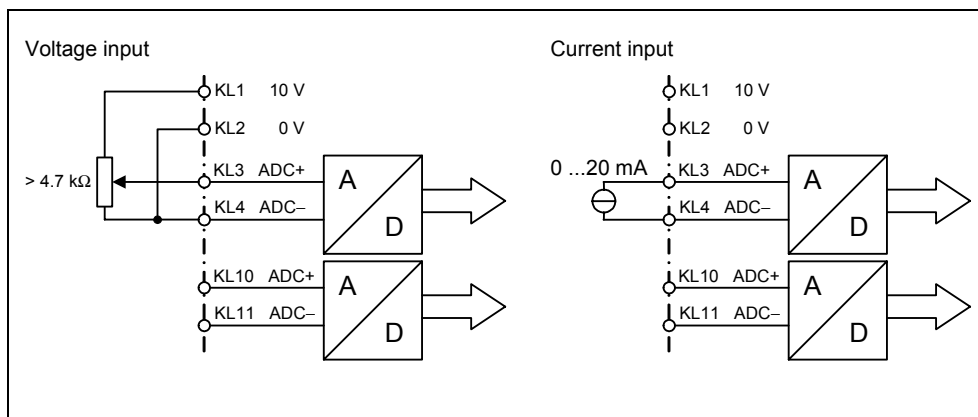 Voltage input
KL1 10 V
KL2 0 V
> 4.7 kΩ
KL3 ADC+
KL4 ADC–
A
D
KL10 ADC+
KL11 ADC–
A
D
Current input
KL1 10 V
KL2 0 V
0 ...20 mA
KL3 ADC+
KL4 ADC–
A
D
KL10 ADC+
KL11 ADC–
A
D